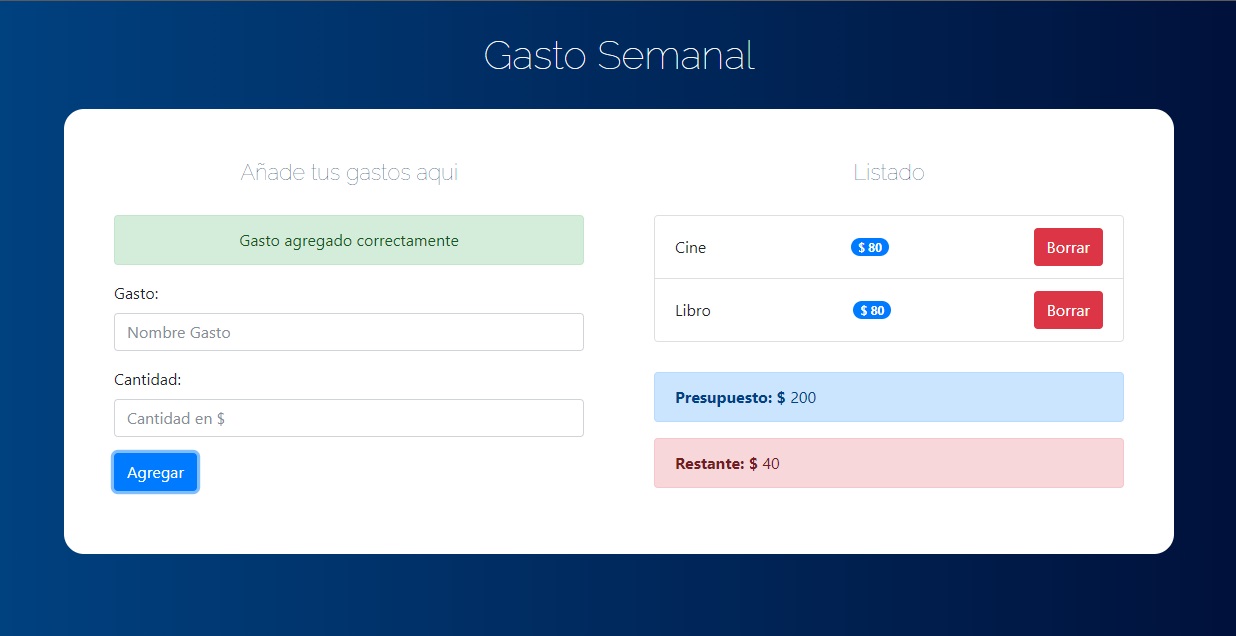 Gasto Semanal
Añade tus gastos aqui
Gasto agregado correctamente
Gasto:
Nombre Gasto
Cantidad:
Cantidad en $
Agregar
Listado
Cine $ 80 Borrar
Libro $ 80 Borrar
Presupuesto: $ 200
Restante: $ 40